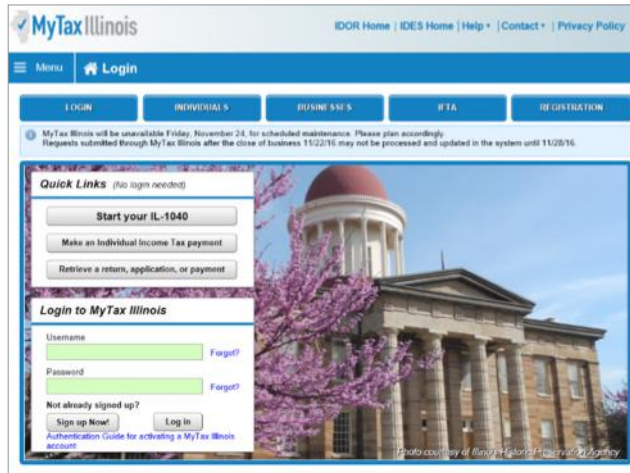 MyTax Illinois
IDOR Home | IDES Home | Help | Contact | Privacy Policy
Menu Login
LOGIN INDIVIDUALS BUSINESSES IFTA REGISTRATION
MyTax Illinois will be unavailable Friday, November 24, for scheduled maintenance. Please plan accordingly.
Requests submitted through MyTax Illinois after the close of business 11/22/16 may not be processed and updated in the system until 11/28/16.
Quick Links (No login needed)
Start your IL-1040
Make an Individual Income Tax payment
Retrieve a return, application, or payment
Login to MyTax Illinois
Username
Forgot?
Password
Forgot?
Not already signed up?
Sign up Now! Log in
Authentication Guide for activating a MyTax Illinois
account
Photo courtesy of Illinois Historic Preservation Agency